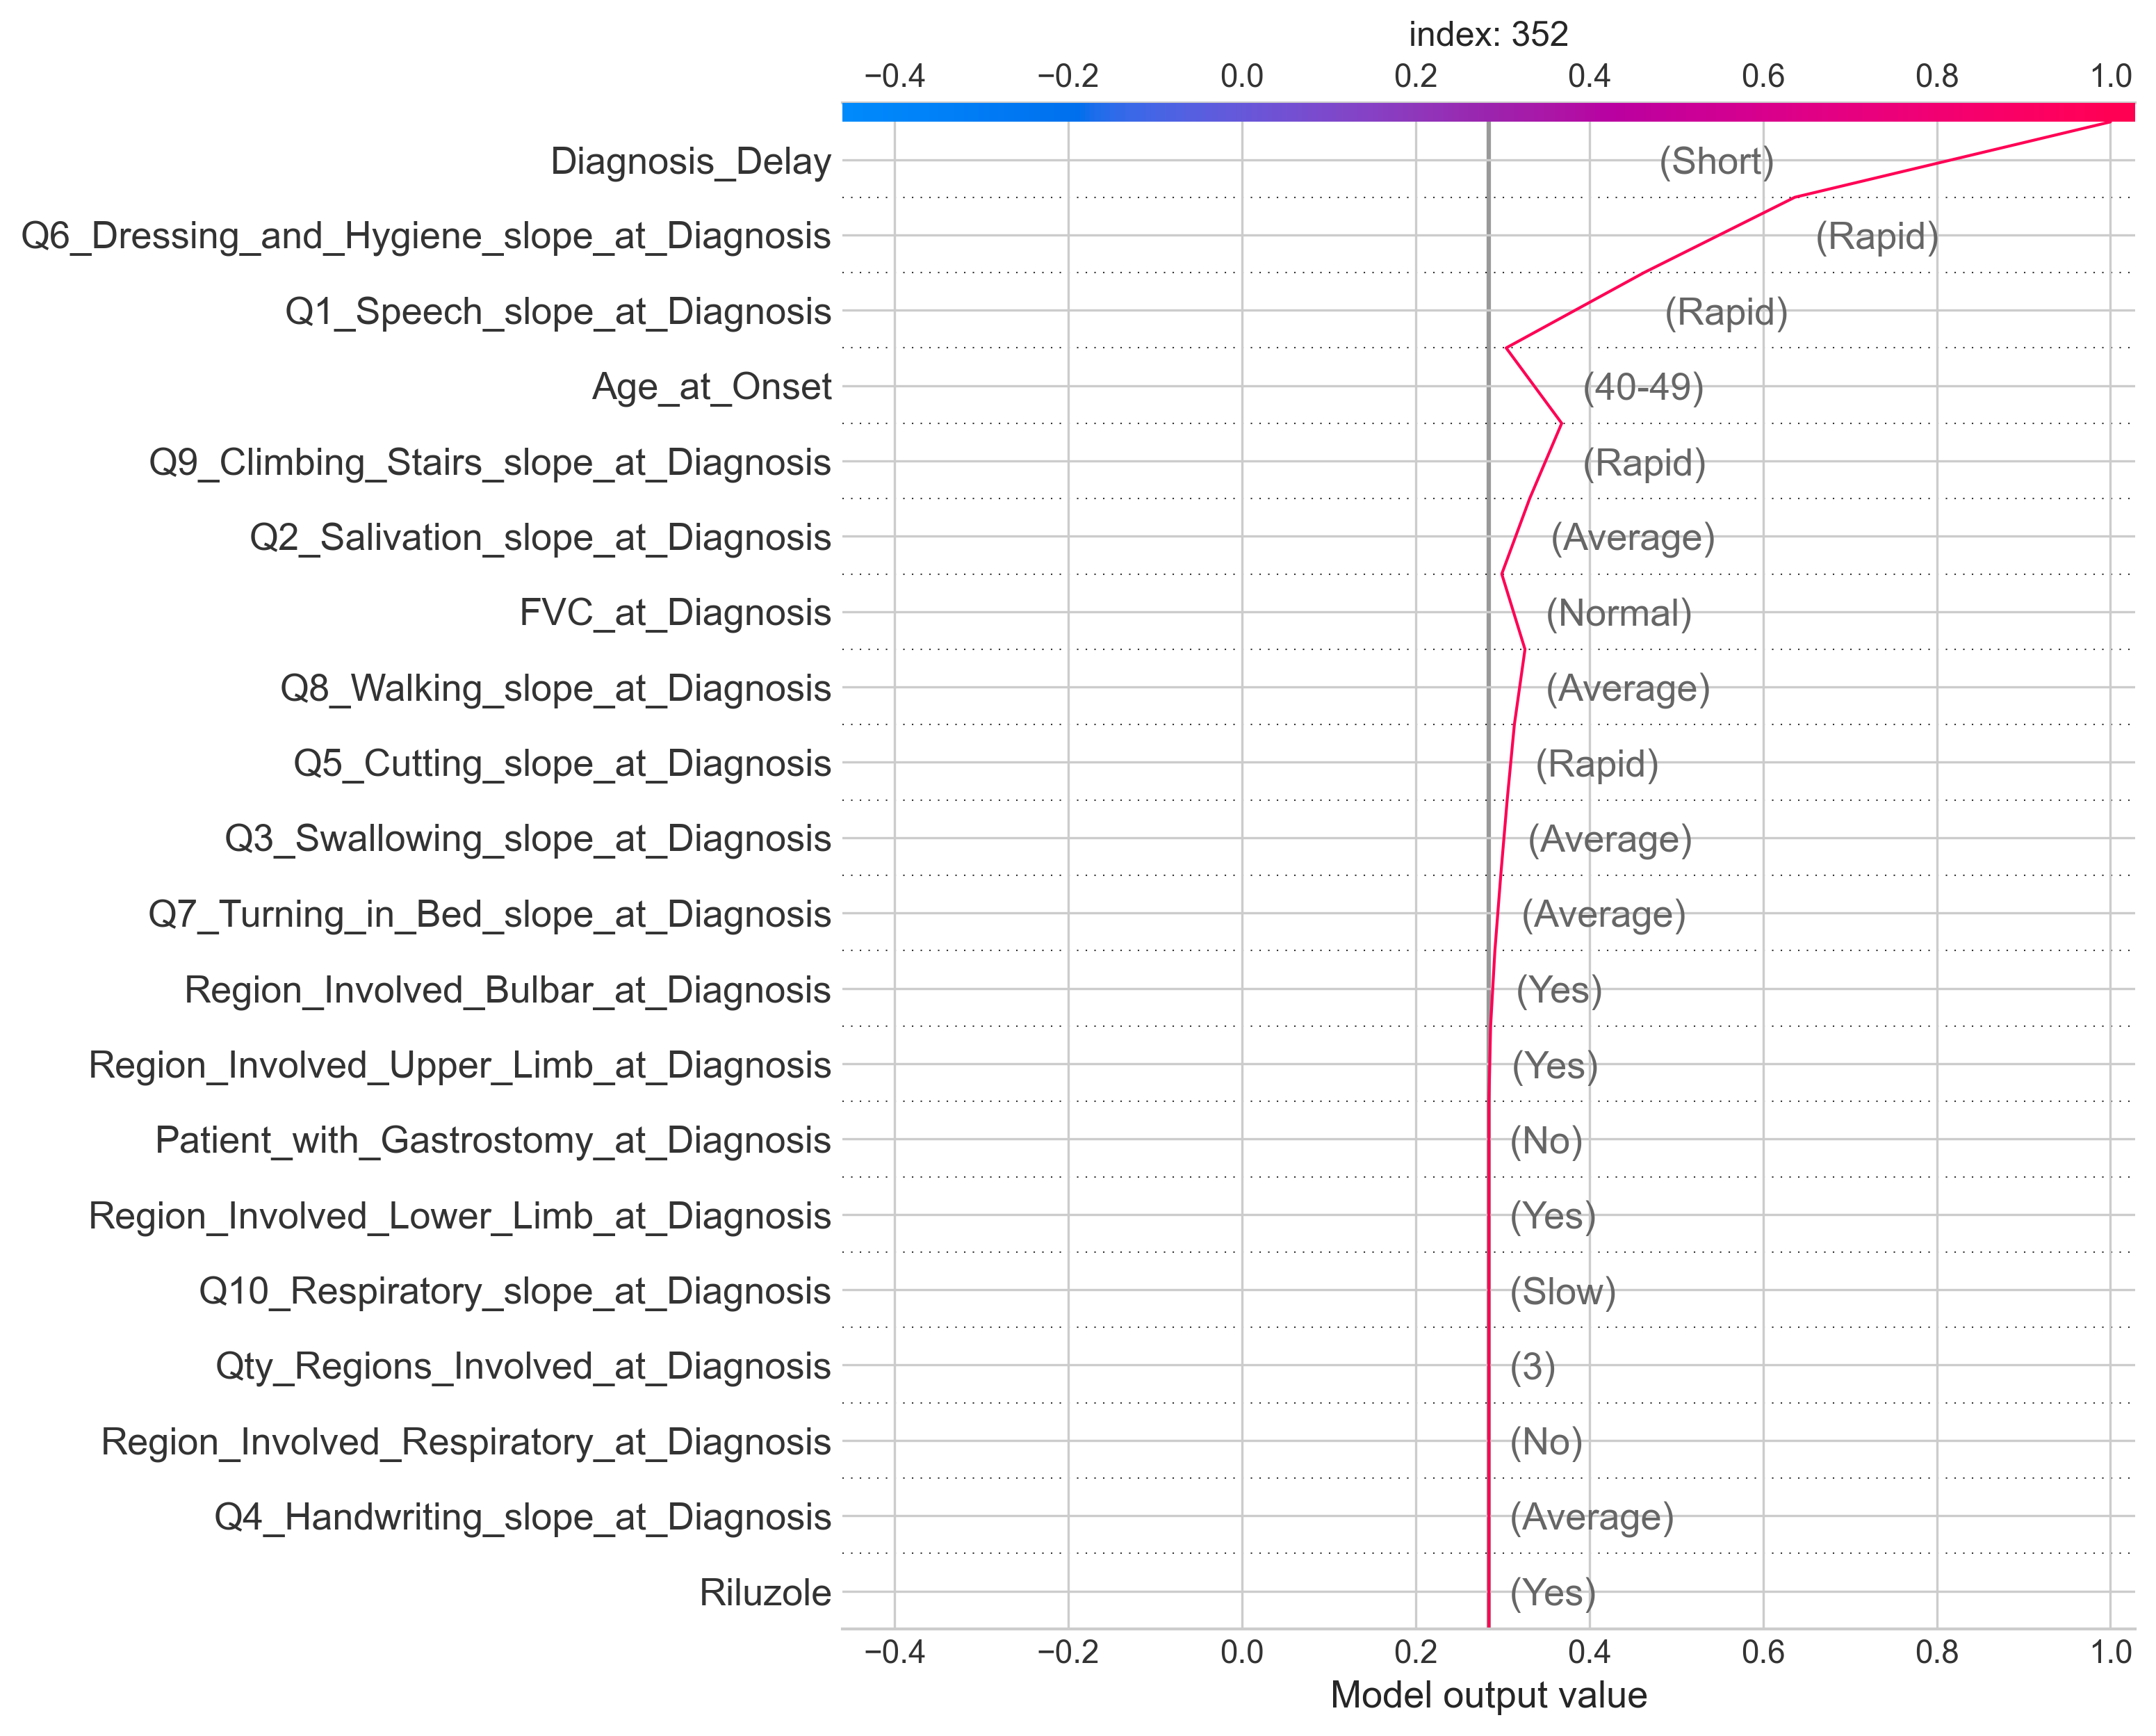 index: 352
−0.4 −0.2 0.0 0.2 0.4 0.6 0.8 1.0
Diagnosis_Delay (Short)
Q6_Dressing_and_Hygiene_slope_at_Diagnosis (Rapid)
Q1_Speech_slope_at_Diagnosis (Rapid)
Age_at_Onset (40-49)
Q9_Climbing_Stairs_slope_at_Diagnosis (Rapid)
Q2_Salivation_slope_at_Diagnosis (Average)
FVC_at_Diagnosis (Normal)
Q8_Walking_slope_at_Diagnosis (Average)
Q5_Cutting_slope_at_Diagnosis (Rapid)
Q3_Swallowing_slope_at_Diagnosis (Average)
Q7_Turning_in_Bed_slope_at_Diagnosis (Average)
Region_Involved_Bulbar_at_Diagnosis (Yes)
Region_Involved_Upper_Limb_at_Diagnosis (Yes)
Patient_with_Gastrostomy_at_Diagnosis (No)
Region_Involved_Lower_Limb_at_Diagnosis (Yes)
Q10_Respiratory_slope_at_Diagnosis (Slow)
Qty_Regions_Involved_at_Diagnosis (3)
Region_Involved_Respiratory_at_Diagnosis (No)
Q4_Handwriting_slope_at_Diagnosis (Average)
Riluzole (Yes)
−0.4 −0.2 0.0 0.2 0.4 0.6 0.8 1.0
Model output value